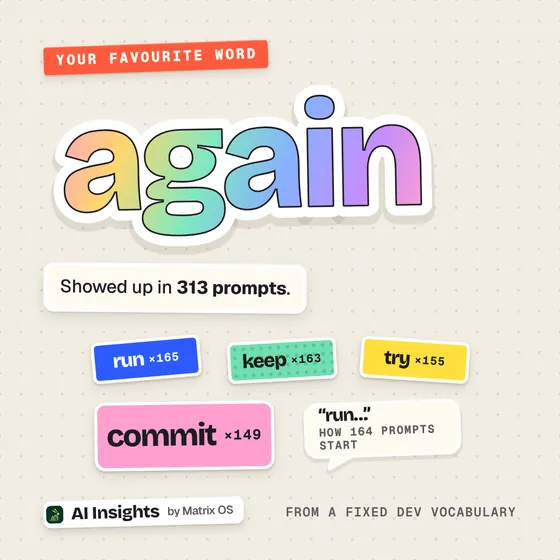 YOUR FAVOURITE WORD
again
Showed up in 313 prompts.
run ×165
keep ×163
try ×155
commit ×149
“run…”
HOW 164 PROMPTS
START
AI Insights by Matrix OS
FROM A FIXED DEV VOCABULARY